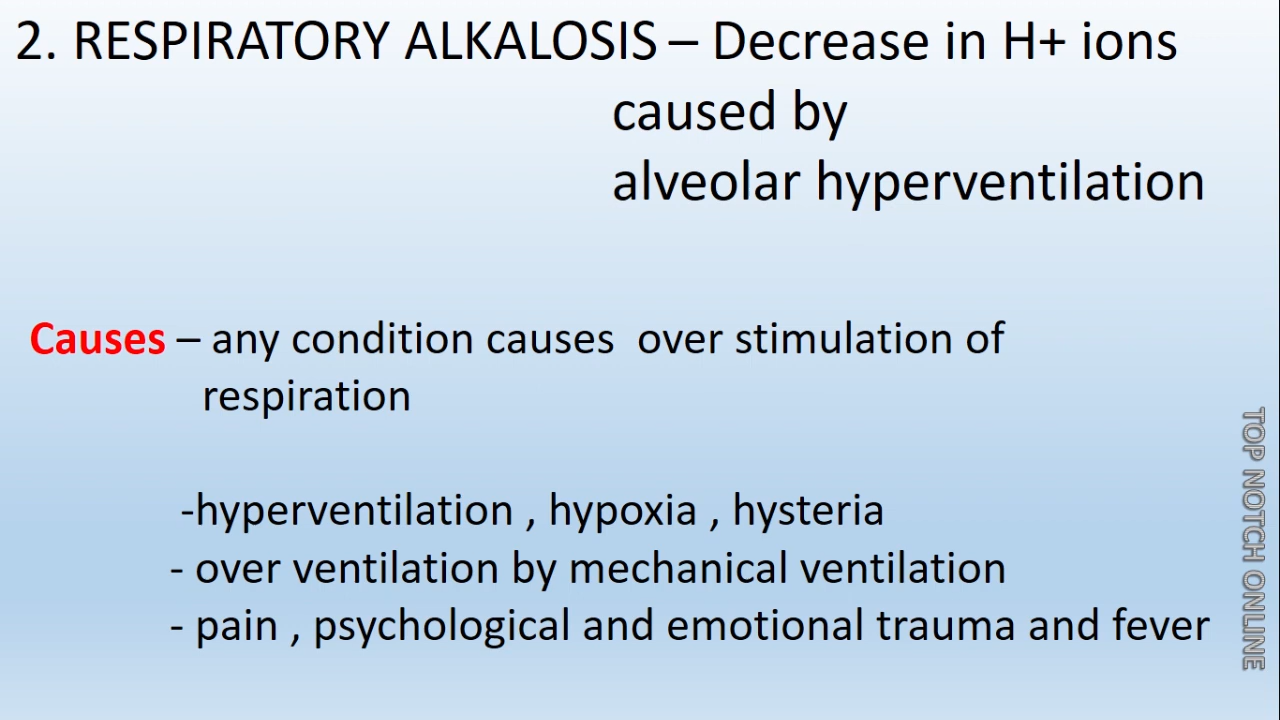 2. RESPIRATORY ALKALOSIS – Decrease in H+ ions
caused by
alveolar hyperventilation
Causes – any condition causes  over stimulation of
respiration
-hyperventilation , hypoxia , hysteria
- over ventilation by mechanical ventilation
- pain , psychological and emotional trauma and fever
TOP NOTCH ONLINE